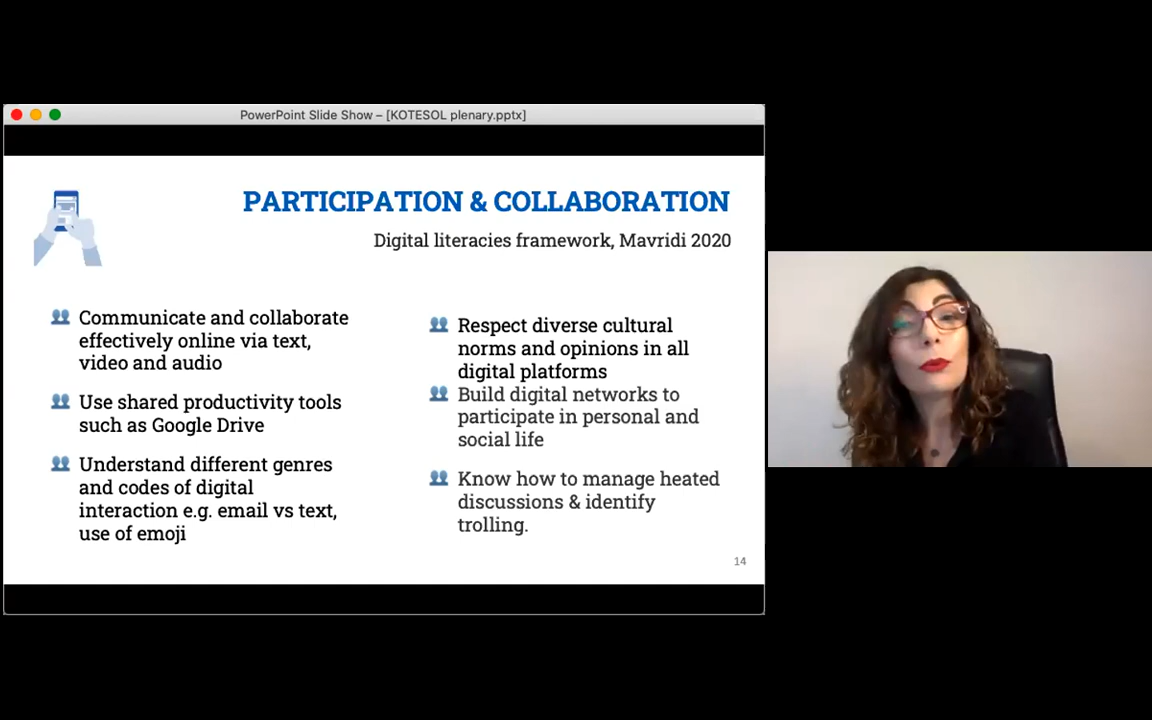 PowerPoint Slide Show – [KOTESOL plenary.pptx]
PARTICIPATION & COLLABORATION
Digital literacies framework, Mavridi 2020
Communicate and collaborate
effectively online via text,
video and audio
Use shared productivity tools
such as Google Drive
Understand different genres
and codes of digital
interaction e.g. email vs text,
use of emoji
Respect diverse cultural
norms and opinions in all
digital platforms
Build digital networks to
participate in personal and
social life
Know how to manage heated
discussions & identify
trolling.
14